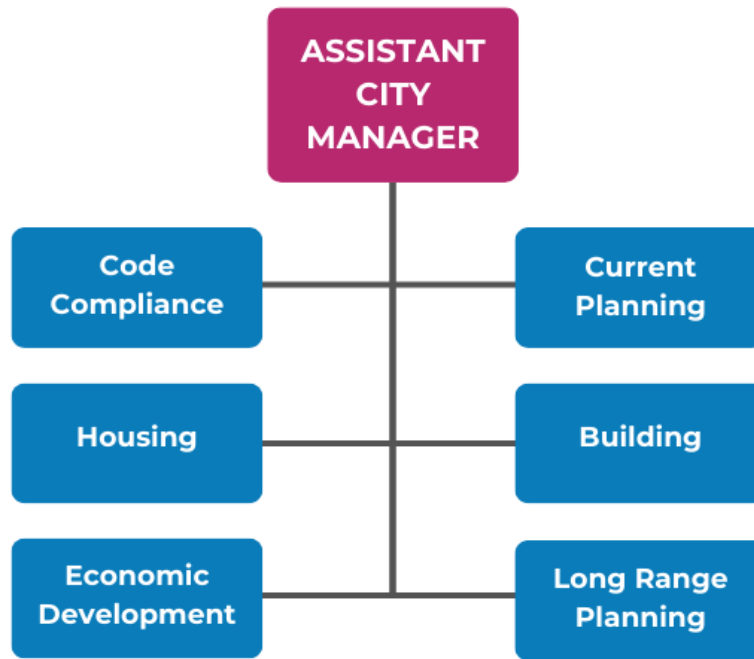 ASSISTANT
CITY
MANAGER
Code
Compliance
Current
Planning
Housing
Building
Economic
Development
Long Range
Planning